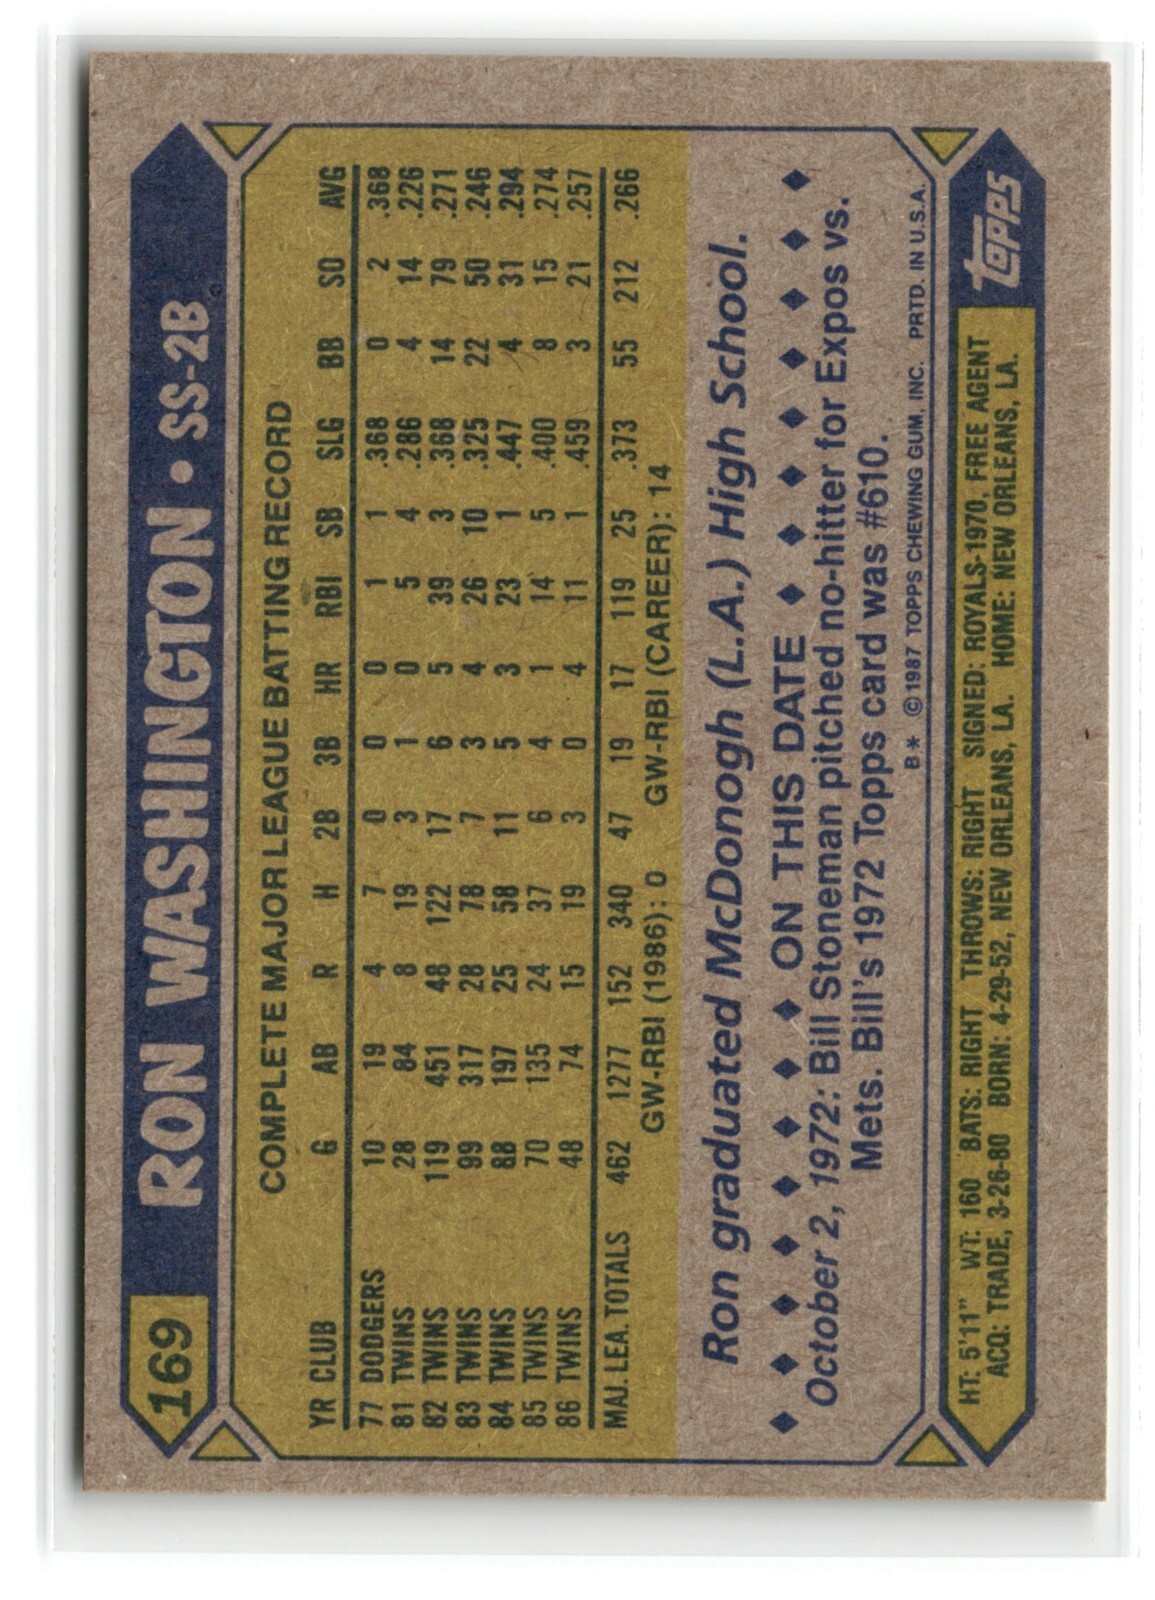 169
RON WASHINGTON • SS-2B
COMPLETE MAJOR LEAGUE BATTING RECORD
YR CLUB G AB R H 2B 3B HR RBI SB SLG BB SO AVG
77 DODGERS 10 19 4 7 0 0 0 1 1 .368 0 2 .368
81 TWINS 28 84 8 19 3 1 0 5 4 .286 4 14 .226
82 TWINS 119 451 48 122 17 6 5 39 3 .368 14 79 .271
83 TWINS 99 317 28 78 7 3 4 26 10 .325 22 50 .246
84 TWINS 88 197 25 58 11 5 3 23 1 .447 4 31 .294
85 TWINS 70 135 24 37 6 4 1 14 5 .400 8 15 .274
86 TWINS 48 74 15 19 3 0 4 11 1 .459 3 21 .257
MAJ. LEA. TOTALS 462 1277 152 340 47 19 17 119 25 .373 55 212 .266
GW-RBI (1986): 0 GW-RBI (CAREER): 14
Ron graduated McDonogh (L.A.) High School.
◆ ◆ ◆ ◆ ◆ ◆ ◆ ◆ ON THIS DATE ◆ ◆ ◆ ◆ ◆ ◆ ◆ ◆
October 2, 1972: Bill Stoneman pitched no-hitter for Expos vs.
Mets. Bill's 1972 Topps card was #610.
B* © 1987 TOPPS CHEWING GUM, INC. PRTD. IN U.S.A.
HT: 5'11" WT: 160 BATS: RIGHT THROWS: RIGHT SIGNED: ROYALS-1970, FREE AGENT
ACQ: TRADE, 3-26-80 BORN: 4-29-52, NEW ORLEANS, LA. HOME: NEW ORLEANS, LA.
TOPPS